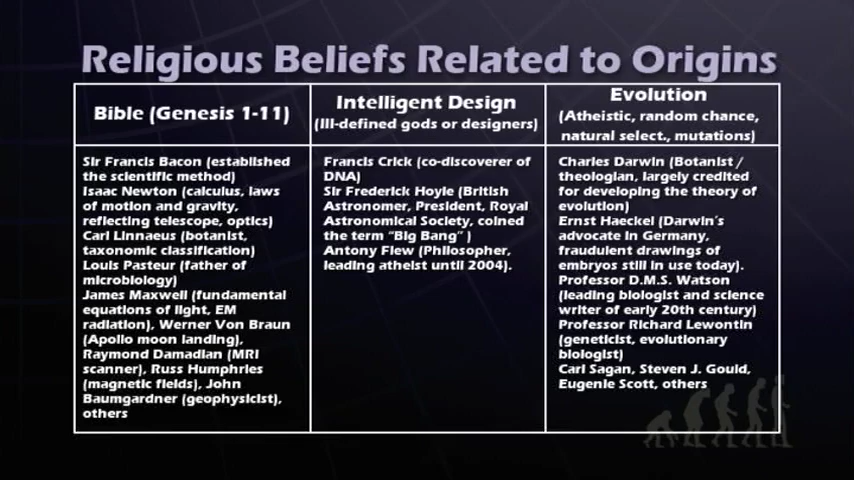 Religious Beliefs Related to Origins
Bible (Genesis 1-11)
Intelligent Design
(Ill-defined gods or designers)
Evolution
(Atheistic, random chance,
natural select., mutations)
Sir Francis Bacon (established
the scientific method)
Isaac Newton (calculus, laws
of motion and gravity,
reflecting telescope, optics)
Carl Linnaeus (botanist,
taxonomic classification)
Louis Pasteur (father of
microbiology)
James Maxwell (fundamental
equations of light, EM
radiation), Werner Von Braun
(Apollo moon landing),
Raymond Damadian (MRI
scanner), Russ Humphries
(magnetic fields), John
Baumgardner (geophysicist),
others
Francis Crick (co-discoverer of
DNA)
Sir Frederick Hoyle (British
Astronomer, President, Royal
Astronomical Society, coined
the term "Big Bang" )
Antony Flew (Philosopher,
leading atheist until 2004).
Charles Darwin (Botanist /
theologian, largely credited
for developing the theory of
evolution)
Ernst Haeckel (Darwin's
advocate in Germany,
fraudulent drawings of
embryos still in use today).
Professor D.M.S. Watson
(leading biologist and science
writer of early 20th century)
Professor Richard Lewontin
(geneticist, evolutionary
biologist)
Carl Sagan, Steven J. Gould,
Eugenie Scott, others